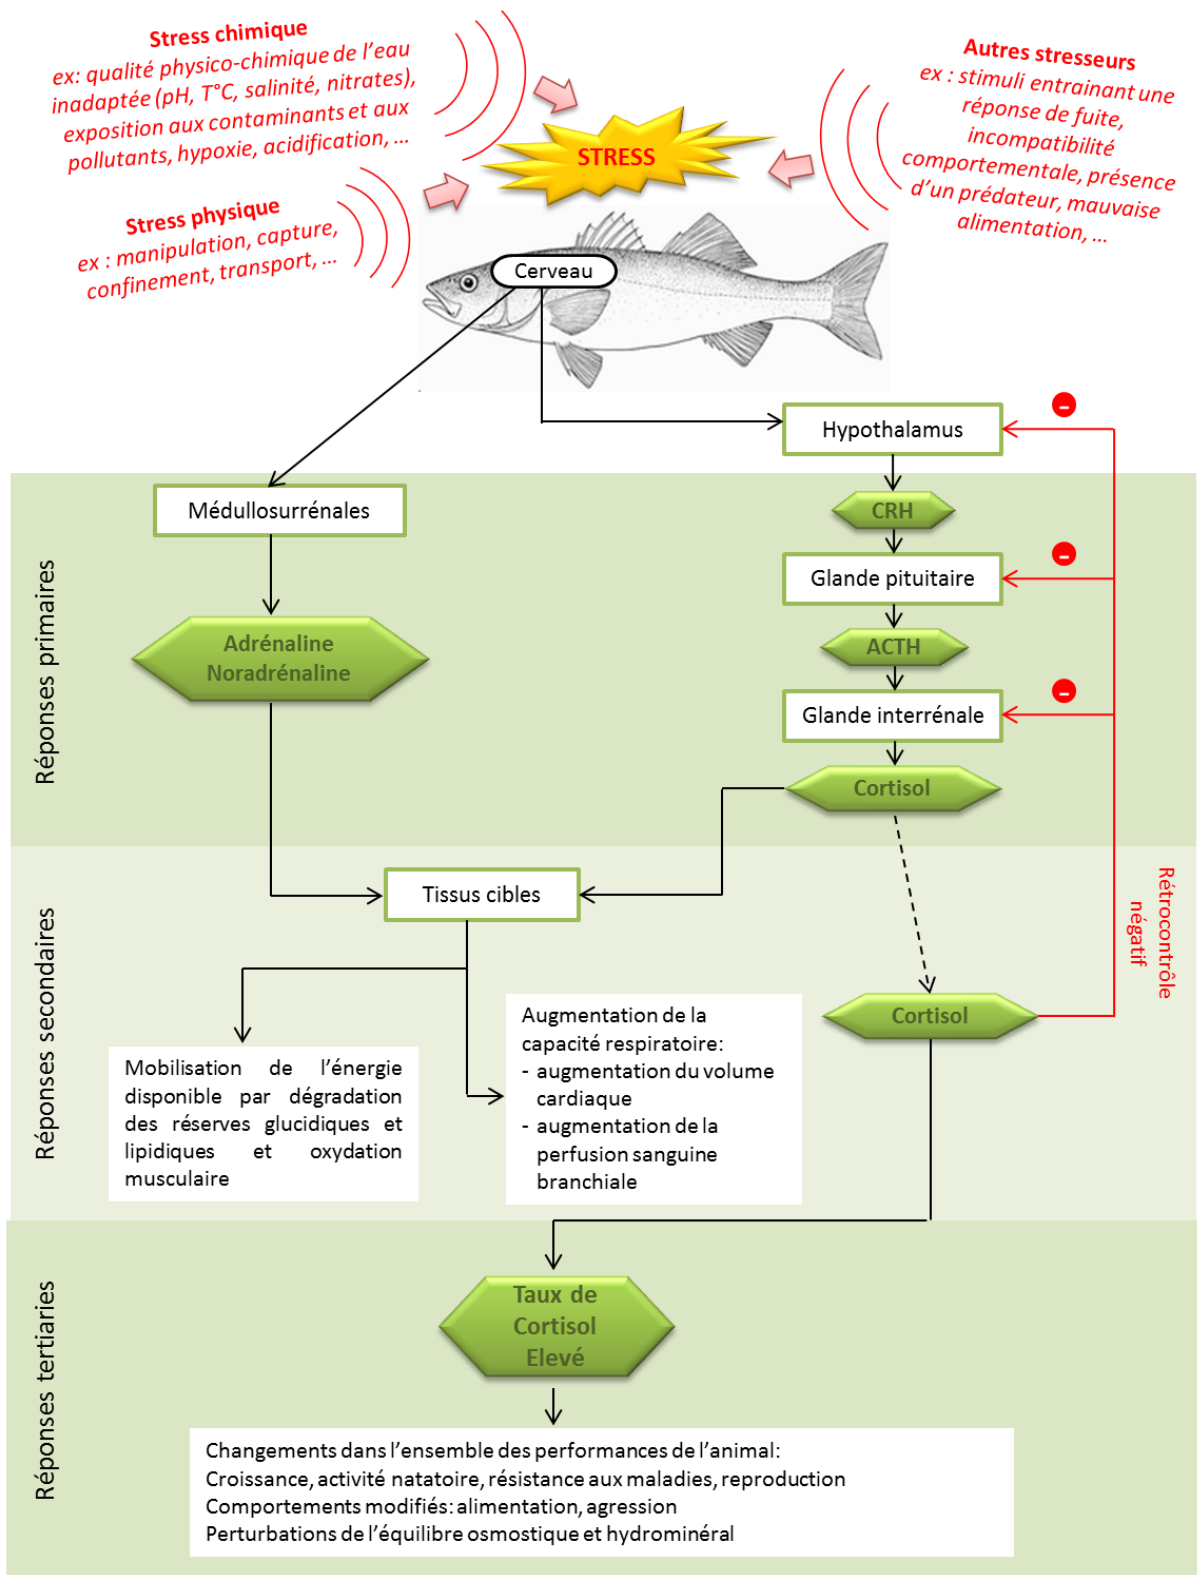 Stress chimique
ex: qualité physico-chimique de l'eau
inadaptée (pH, T°C, salinité, nitrates),
exposition aux contaminants et aux
pollutants, hypoxie, acidification, ...
Autres stresseurs
ex : stimuli entrainant une
réponse de fuite,
incompatibilité
comportementale, présence
d'un prédateur, mauvaise
alimentation, ...
STRESS
Stress physique
ex : manipulation, capture,
confinement, transport, ...
Cerveau
Hypothalamus
-
Réponses primaires
Médullosurrénales
CRH
Glande pituitaire
-
Adrénaline
Noradrénaline
ACTH
Glande interrénale
-
Cortisol
Réponses secondaires
Tissus cibles
Rétrocontrôle
négatif
Cortisol
Mobilisation de l'énergie
disponible par dégradation
des réserves glucidiques et
lipidiques et oxydation
musculaire
Augmentation de la
capacité respiratoire:
- augmentation du volume
cardiaque
- augmentation de la
perfusion sanguine
branchiale
Réponses tertiaries
Taux de
Cortisol
Elevé
Changements dans l'ensemble des performances de l'animal:
Croissance, activité natatoire, résistance aux maladies, reproduction
Comportements modifiés: alimentation, agression
Perturbations de l'équilibre osmostique et hydrominéral